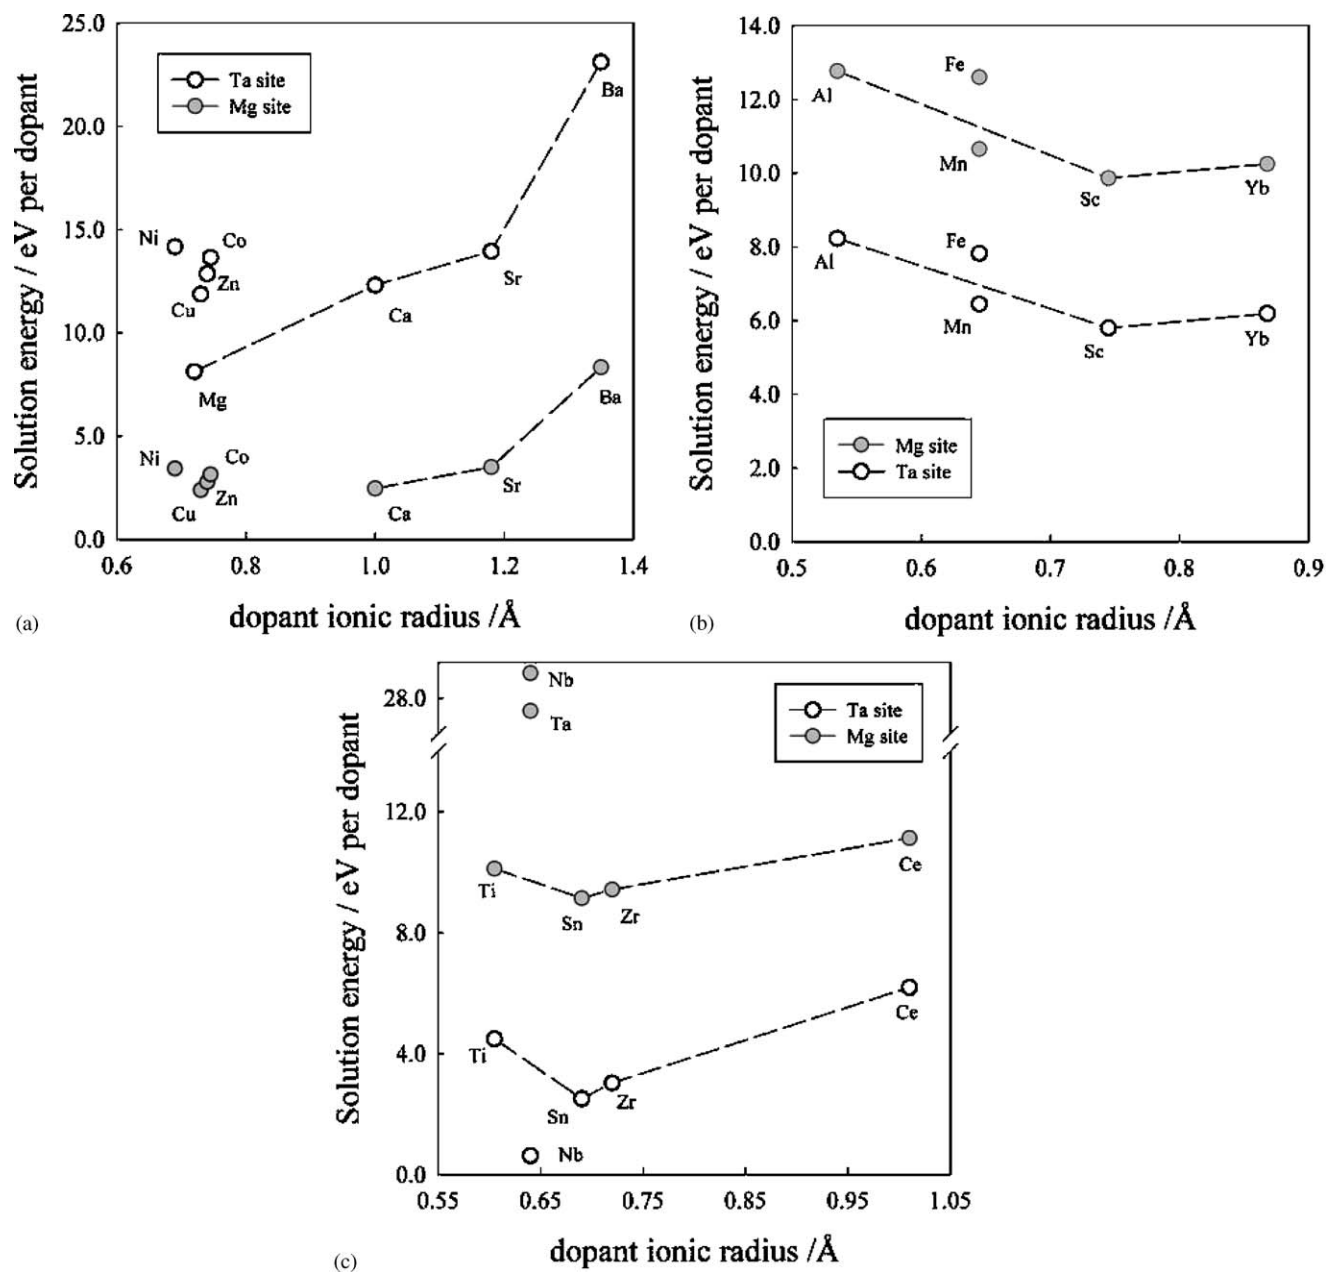 Solution energy / eV per dopant
25.0
20.0
15.0
10.0
5.0
0.0
Ta site
Mg site
Ba
Ni
Co
Zn
Cu
Sr
Ca
Mg
Ba
Ni
Co
Zn
Cu
Sr
Ca
0.6 0.8 1.0 1.2 1.4
dopant ionic radius /Å
(a)
Solution energy / eV per dopant
14.0
12.0
10.0
8.0
6.0
4.0
2.0
0.0
Fe
Al
Mn
Sc
Yb
Fe
Al
Mn
Sc
Yb
Mg site
Ta site
0.5 0.6 0.7 0.8 0.9
dopant ionic radius /Å
(b)
Solution energy / eV per dopant
28.0
12.0
8.0
4.0
0.0
Nb
Ta
Ta site
Mg site
Ti
Sn
Zr
Ce
Ti
Sn
Zr
Ce
Nb
0.55 0.65 0.75 0.85 0.95 1.05
dopant ionic radius /Å
(c)